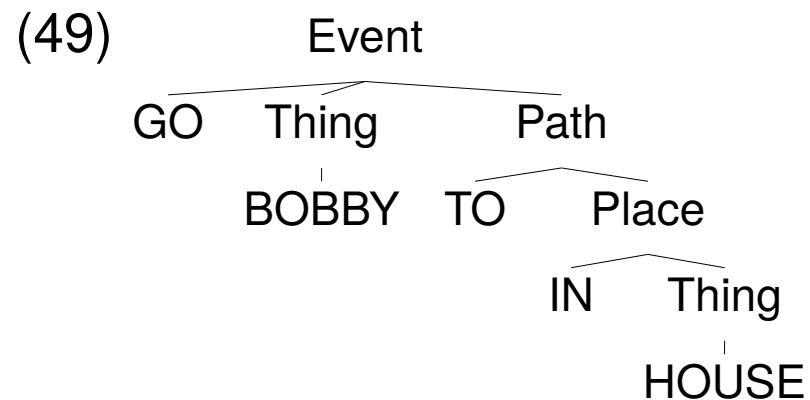 (49) Event
GO Thing Path
BOBBY TO Place
IN Thing
HOUSE